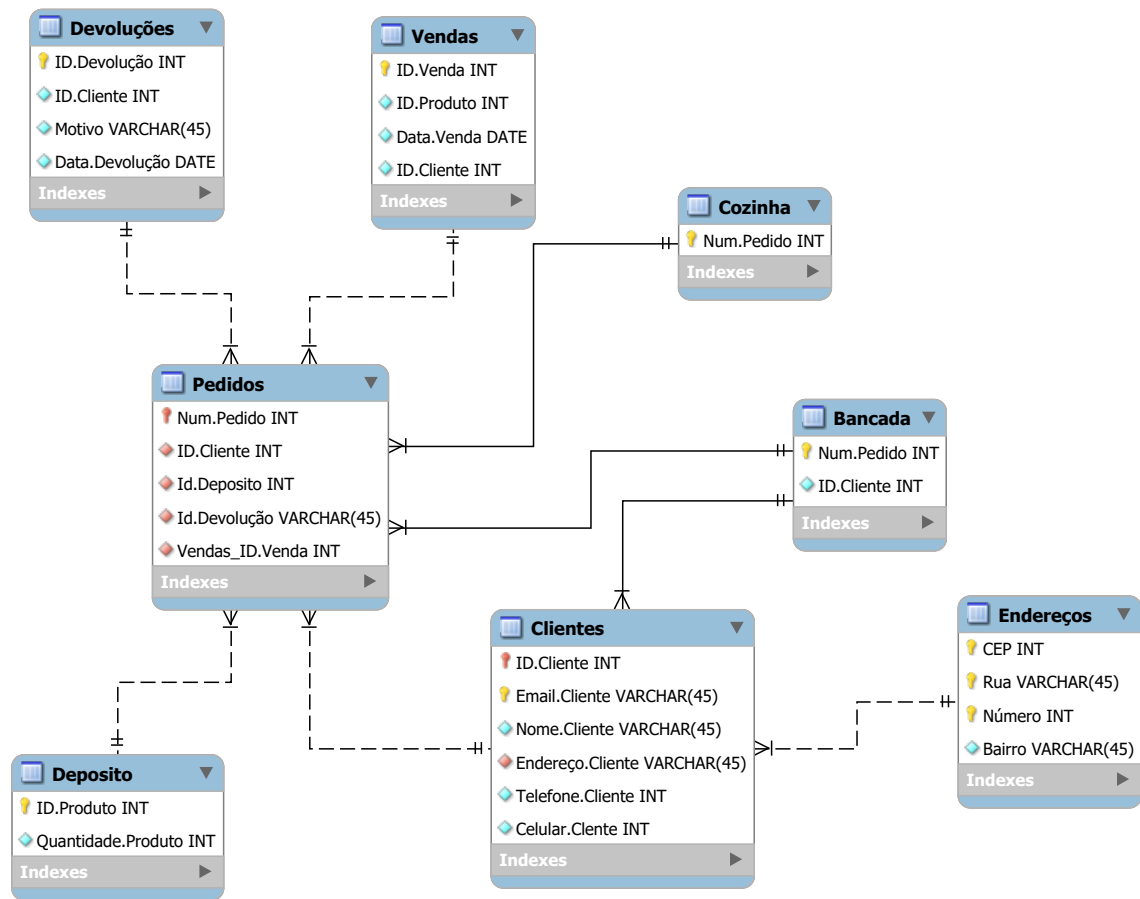 Devoluções
ID.Devolução INT
ID.Cliente INT
Motivo VARCHAR(45)
Data.Devolução DATE
Indexes
Vendas
ID.Venda INT
ID.Produto INT
Data.Venda DATE
ID.Cliente INT
Indexes
Cozinha
Num.Pedido INT
Indexes
Pedidos
Num.Pedido INT
ID.Cliente INT
Id.Deposito INT
Id.Devolução VARCHAR(45)
Vendas_ID.Venda INT
Indexes
Bancada
Num.Pedido INT
ID.Cliente INT
Indexes
Clientes
ID.Cliente INT
Email.Cliente VARCHAR(45)
Nome.Cliente VARCHAR(45)
Endereço.Cliente VARCHAR(45)
Telefone.Cliente INT
Celular.Clente INT
Indexes
Endereços
CEP INT
Rua VARCHAR(45)
Número INT
Bairro VARCHAR(45)
Indexes
Deposito
ID.Produto INT
Quantidade.Produto INT
Indexes